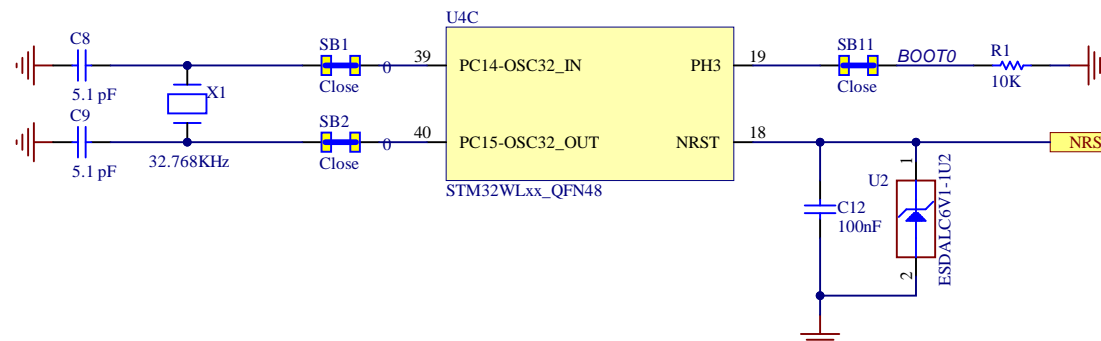 U4C
C8
5.1 pF
X1
32.768KHz
C9
5.1 pF
SB1
Close
0
SB2
Close
0
39
PC14-OSC32_IN
40
PC15-OSC32_OUT
PH3
19
NRST
18
STM32WLxx_QFN48
SB11
Close
BOOT0
R1
10K
NRS
C12
100nF
U2
1
2
ESDALC6V1-1U2